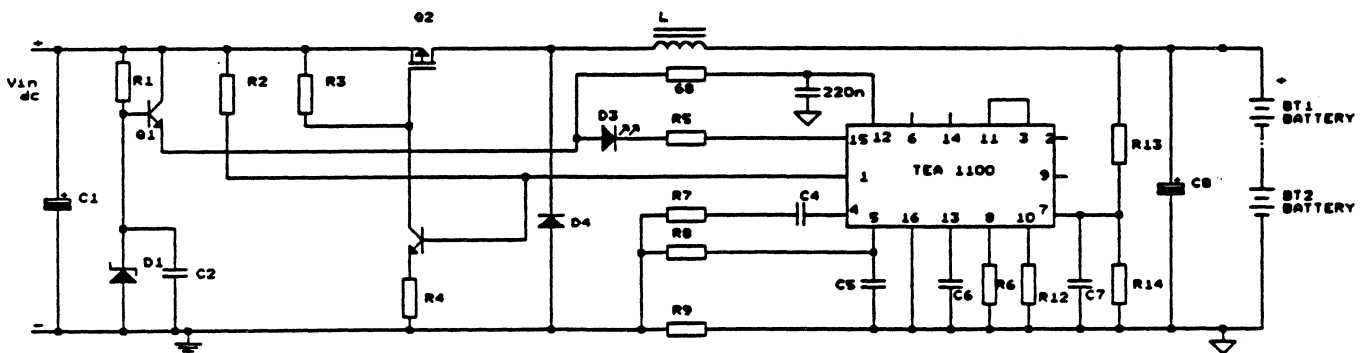 Q2
L
+
Vin
dc
R1
R2
R3
Q1
68
220n
D3
R5
15 12 6 14 11 3 2
TEA 1100
1
9
R13
+
BT1
BATTERY
C1
+
D4
R7
C4
4
5 16 13 8 10 7
R8
+
C8
BT2
BATTERY
D1
C2
R4
C5
C6
R6
R12
C7
R14
R9
-